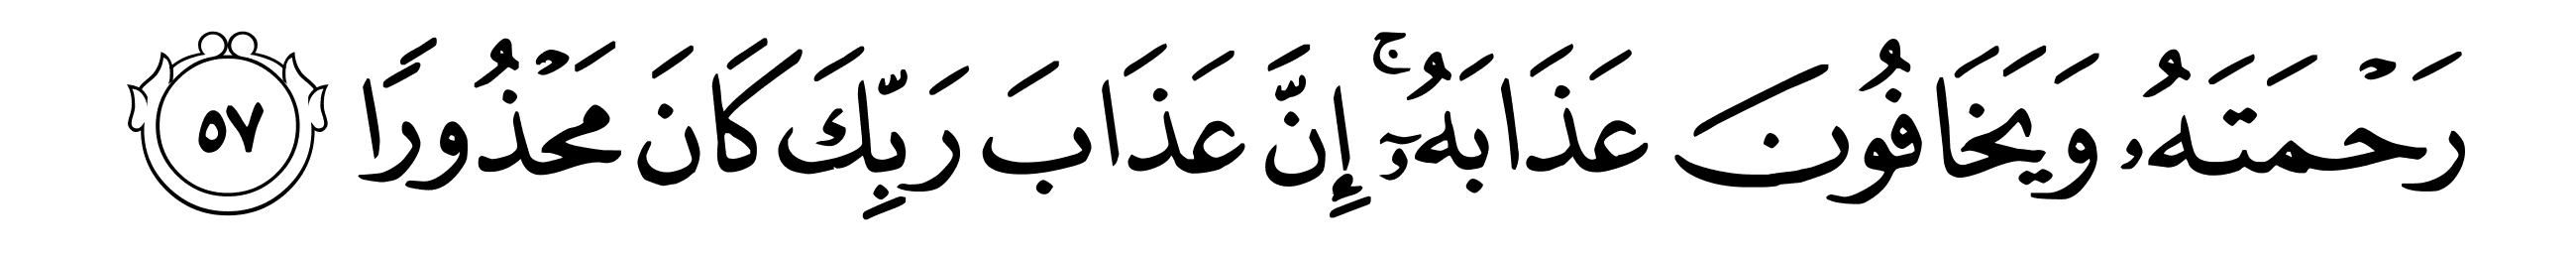 رَحْمَتَهُۥ وَيَخَافُونَ عَذَابَهُۥٓ ۚ إِنَّ عَذَابَ رَبِّكَ كَانَ مَحْذُورًا ٥٧